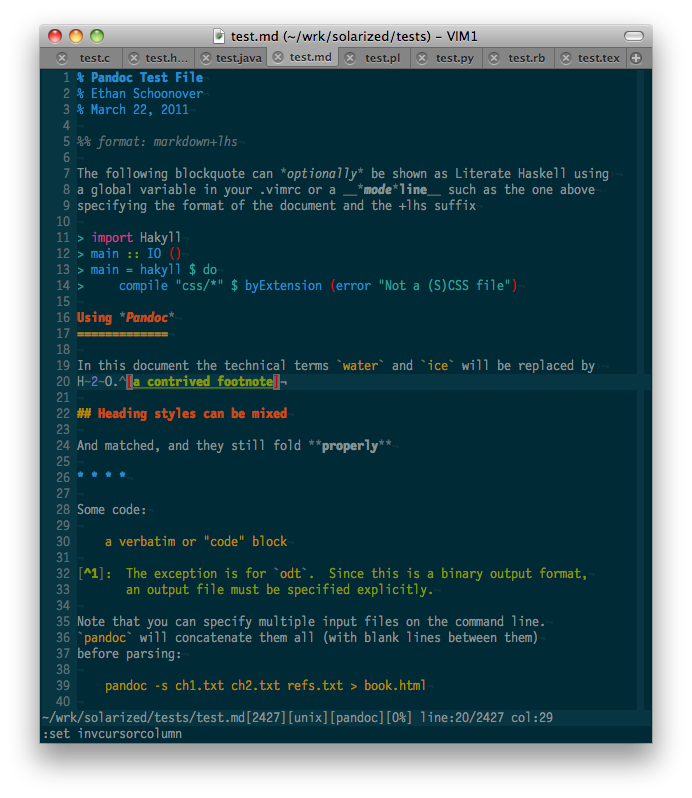 test.md (~/wrk/solarized/tests) – VIM1
test.c test.h... test.java test.md test.pl test.py test.rb test.tex
1 % Pandoc Test File¬
2 % Ethan Schoonover¬
3 % March 22, 2011¬
4 ¬
5 %% format: markdown+lhs¬
6 ¬
7 The following blockquote can *optionally* be shown as Literate Haskell using¬
8 a global variable in your .vimrc or a __*mode*line__ such as the one above¬
9 specifying the format of the document and the +lhs suffix¬
10 ¬
11 > import Hakyll¬
12 > main :: IO ()¬
13 > main = hakyll $ do¬
14 >     compile "css/*" $ byExtension (error "Not a (S)CSS file")¬
15 ¬
16 Using *Pandoc*¬
17 =============¬
18 ¬
19 In this document the technical terms `water` and `ice` will be replaced by¬
20 H~2~O.^[a contrived footnote]¬
21 ¬
22 ## Heading styles can be mixed¬
23 ¬
24 And matched, and they still fold **properly**¬
25 ¬
26 * * * *¬
27 ¬
28 Some code:¬
29 ¬
30     a verbatim or "code" block¬
31 ¬
32 [^1]:  The exception is for `odt`.  Since this is a binary output format,¬
33        an output file must be specified explicitly.¬
34 ¬
35 Note that you can specify multiple input files on the command line.¬
36 `pandoc` will concatenate them all (with blank lines between them)¬
37 before parsing:¬
38 ¬
39     pandoc -s ch1.txt ch2.txt refs.txt > book.html¬
40 ¬
~/wrk/solarized/tests/test.md[2427][unix][pandoc][0%] line:20/2427 col:29
:set invcursorcolumn